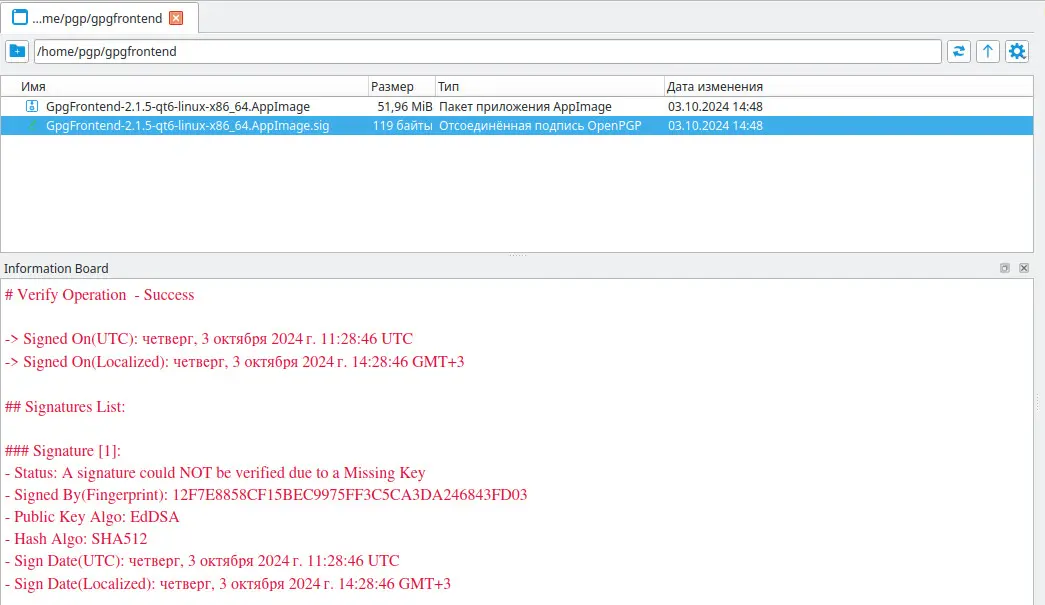 ...me/pgp/gpgfrontend
/home/pgp/gpgfrontend
Имя Размер Тип Дата изменения
GpgFrontend-2.1.5-qt6-linux-x86_64.AppImage 51,96 MiB Пакет приложения AppImage 03.10.2024 14:48
GpgFrontend-2.1.5-qt6-linux-x86_64.AppImage.sig 119 байты Отсоединённая подпись OpenPGP 03.10.2024 14:48
Information Board
# Verify Operation - Success
-> Signed On(UTC): четверг, 3 октября 2024 г. 11:28:46 UTC
-> Signed On(Localized): четверг, 3 октября 2024 г. 14:28:46 GMT+3
## Signatures List:
### Signature [1]:
- Status: A signature could NOT be verified due to a Missing Key
- Signed By(Fingerprint): 12F7E8858CF15BEC9975FF3C5CA3DA246843FD03
- Public Key Algo: EdDSA
- Hash Algo: SHA512
- Sign Date(UTC): четверг, 3 октября 2024 г. 11:28:46 UTC
- Sign Date(Localized): четверг, 3 октября 2024 г. 14:28:46 GMT+3